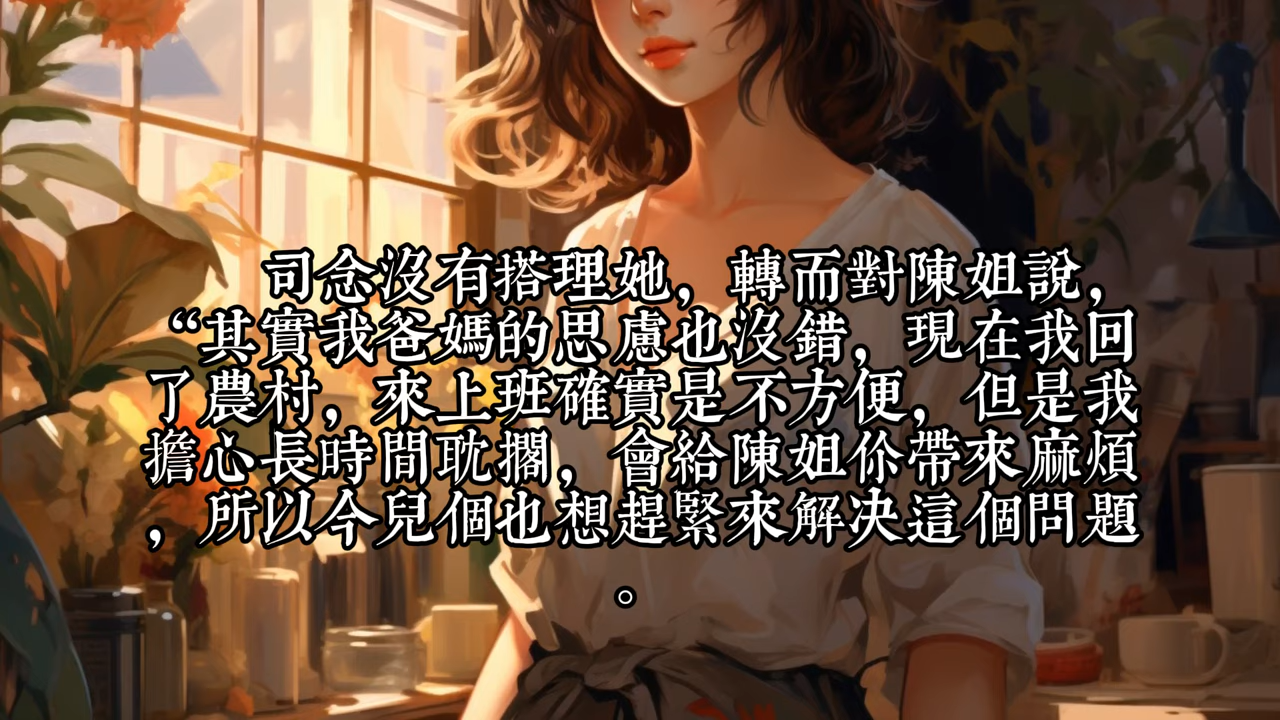 司念沒有搭理她，轉而對陳姐說，
“其實我爸媽的思慮也沒錯，現在我回
了農村，來上班確實是不方便，但是我
擔心長時間耽擱，會給陳姐你帶來麻煩
，所以今兒個也想趕緊來解决這個問題
。